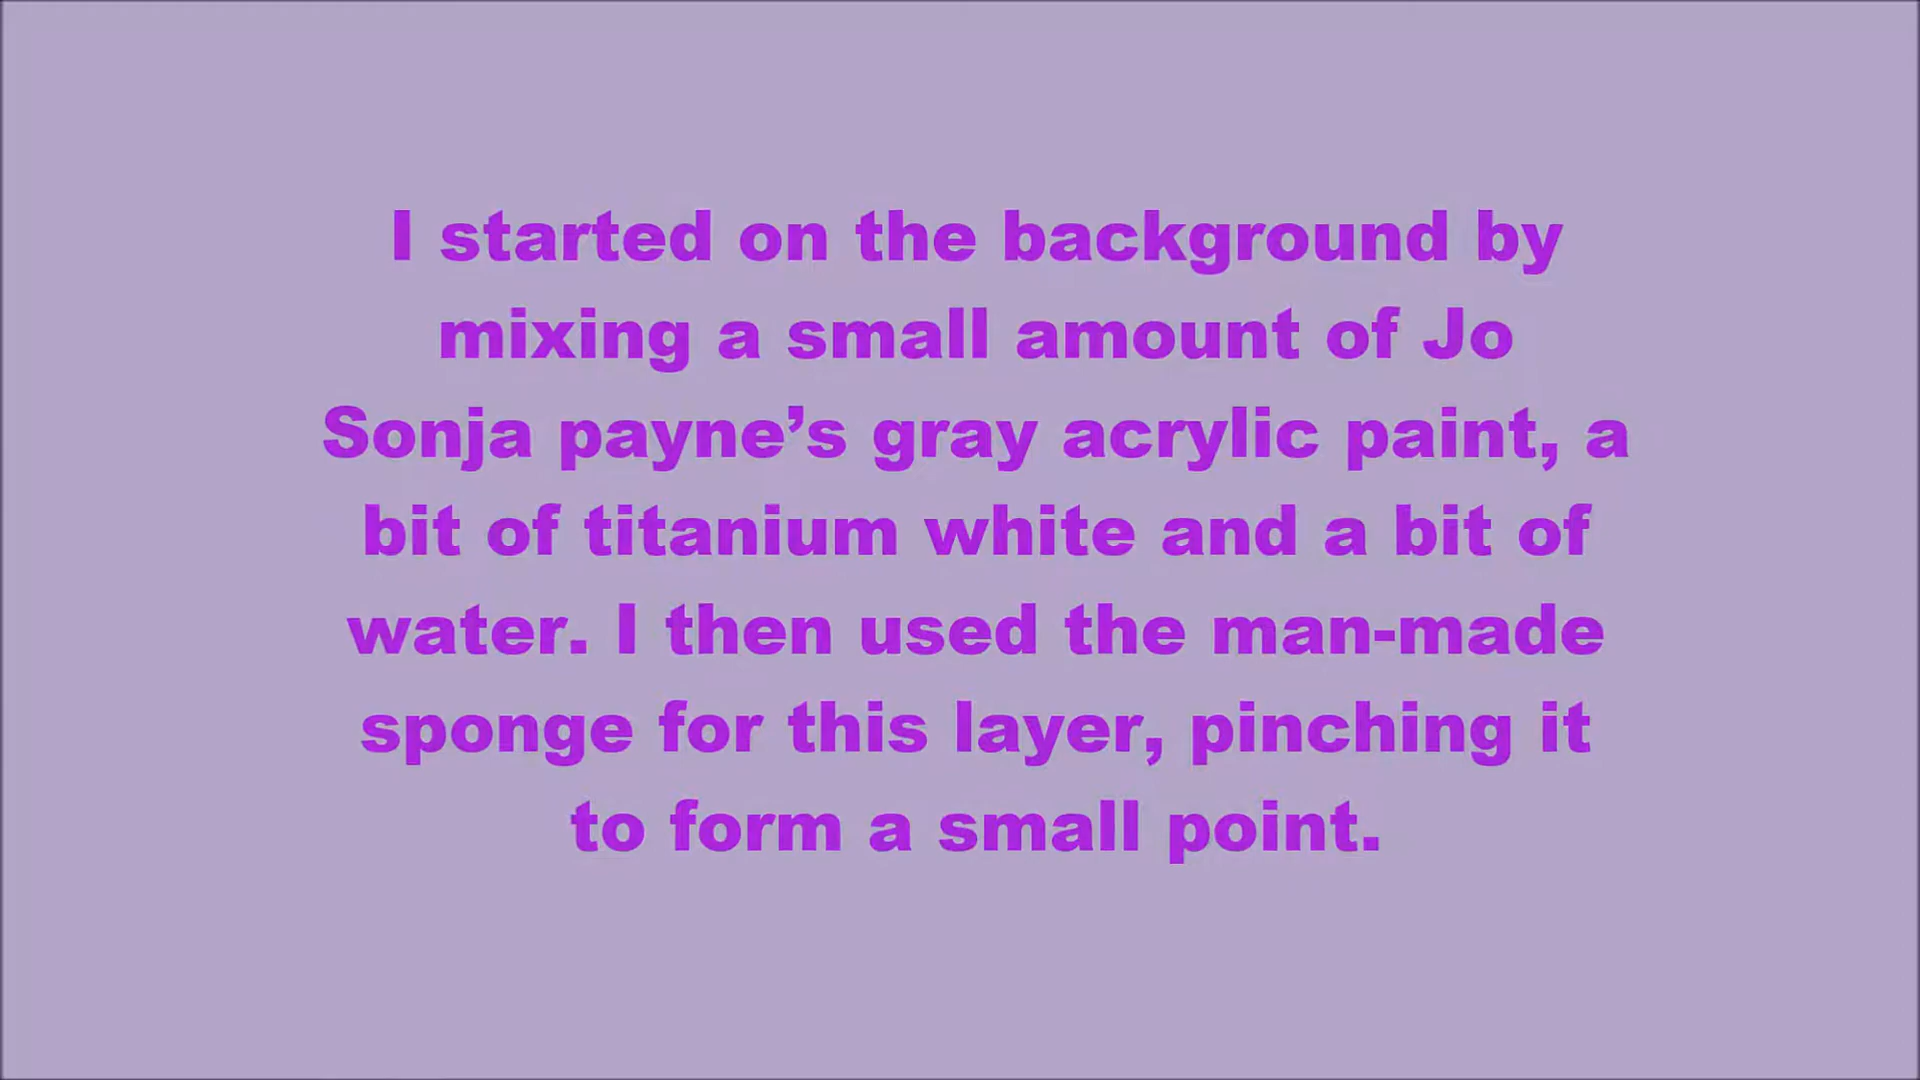 I started on the background by
mixing a small amount of Jo
Sonja payne’s gray acrylic paint, a
bit of titanium white and a bit of
water. I then used the man-made
sponge for this layer, pinching it
to form a small point.